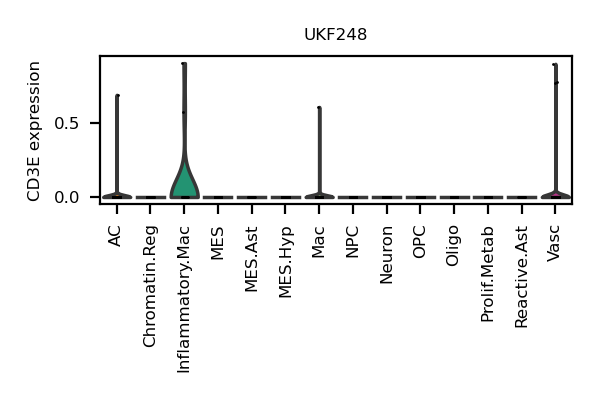 UKF248
CD3E expression
0.5
0.0
AC
Chromatin.Reg
Inflammatory.Mac
MES
MES.Ast
MES.Hyp
Mac
NPC
Neuron
OPC
Oligo
Prolif.Metab
Reactive.Ast
Vasc